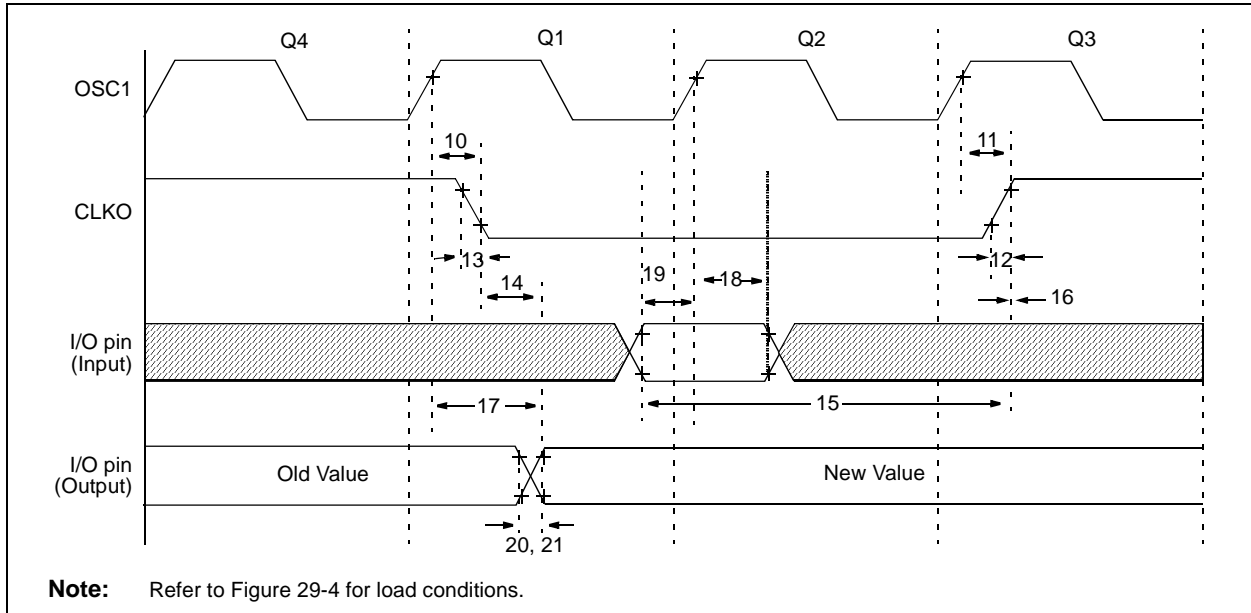 Q4 Q1 Q2 Q3
OSC1
10 11
CLKO
13 12
14 19 18 16
I/O pin
(Input)
17 15
I/O pin
(Output)
Old Value New Value
20, 21
Note: Refer to Figure 29-4 for load conditions.